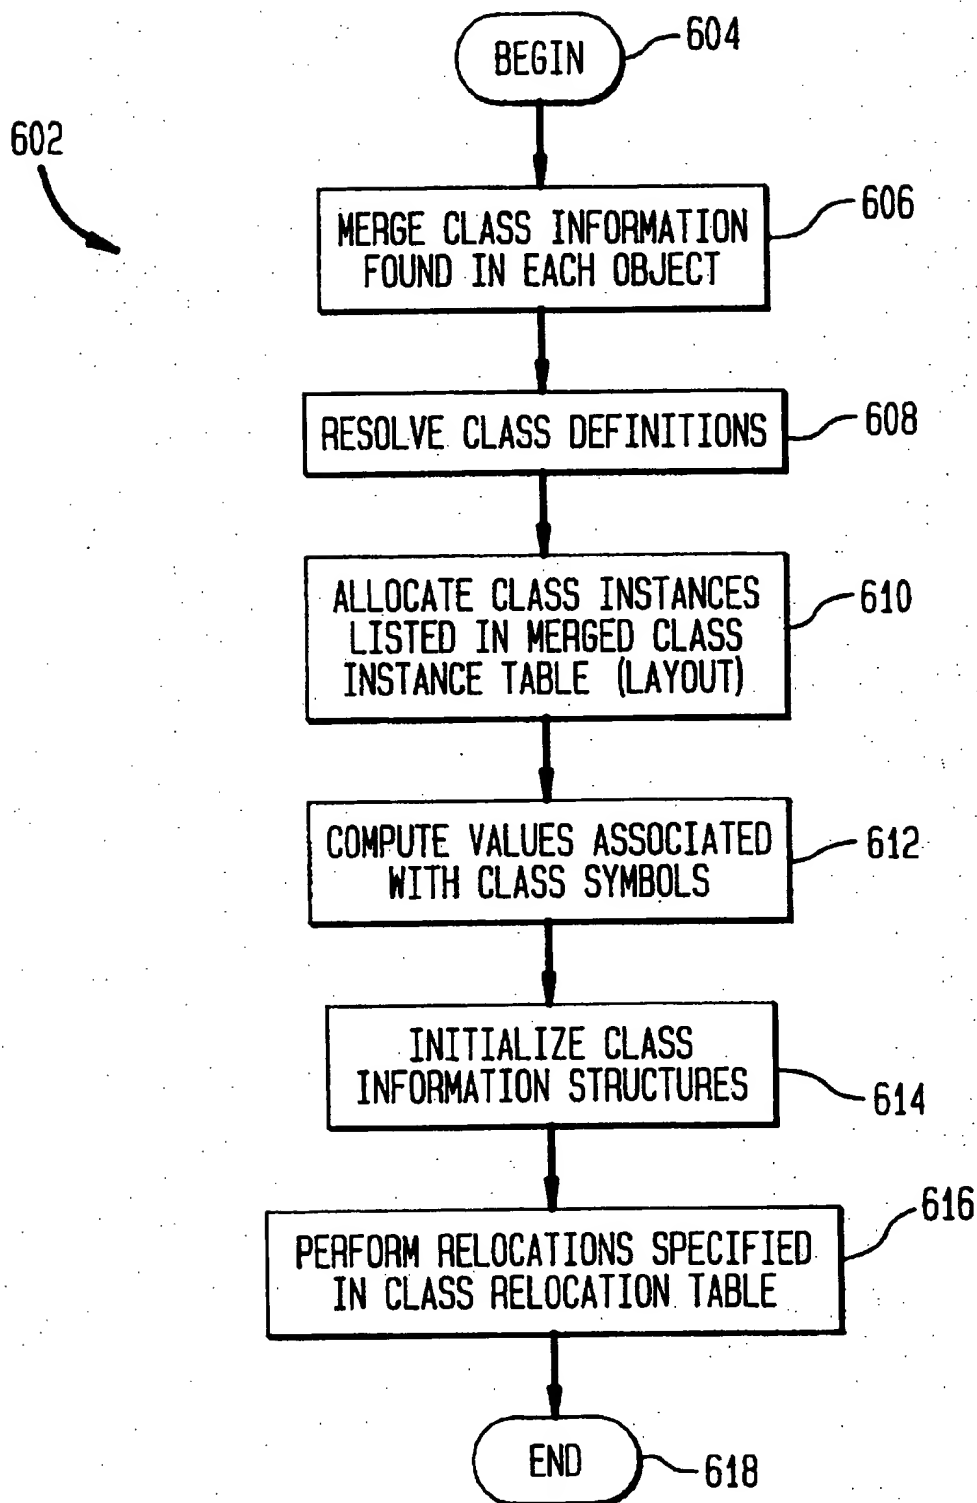 BEGIN
604
602
MERGE CLASS INFORMATION
FOUND IN EACH OBJECT
606
RESOLVE CLASS DEFINITIONS
608
ALLOCATE CLASS INSTANCES
LISTED IN MERGED CLASS
INSTANCE TABLE (LAYOUT)
610
COMPUTE VALUES ASSOCIATED
WITH CLASS SYMBOLS
612
INITIALIZE CLASS
INFORMATION STRUCTURES
614
PERFORM RELOCATIONS SPECIFIED
IN CLASS RELOCATION TABLE
616
END
618